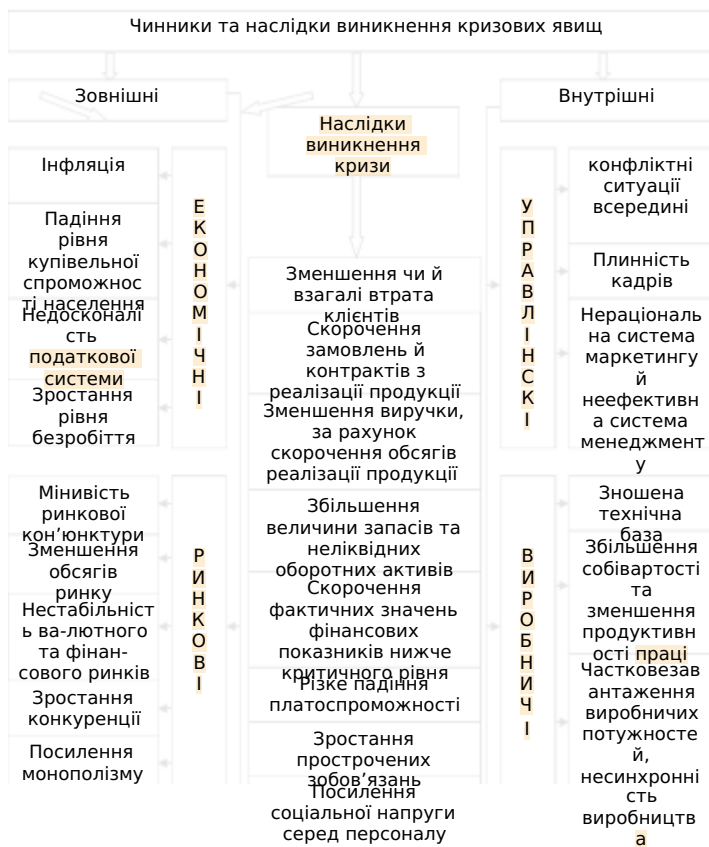 Чинники та наслідки виникнення кризових явищ
Зовнішні
Наслідки
виникнення
кризи
Внутрішні
Інфляція
Падіння
рівня
купівельної
спроможнос
ті населення
Недосконалі
сть
податкової
системи
Зростання
рівня
безробіття
Е
К
О
Н
О
М
І
Ч
Н
І
Мінивість
ринкової
кон’юнктури
Зменшення
обсягів
ринку
Нестабільніст
ь ва-лютного
та фінан-
сового ринків
Зростання
конкуренції
Посилення
монополізму
Р
И
Н
К
О
В
І
Зменшення чи й
взагалі втрата
клієнтів
Скорочення
замовлень й
контрактів з
реалізації продукції
Зменшення виручки,
за рахунок
скорочення обсягів
реалізації продукції
Збільшення
величини запасів та
неліквідних
оборотних активів
Скорочення
фактичних значень
фінансових
показників нижче
критичного рівня
Різке падіння
платоспроможності
Зростання
прострочених
зобов’язань
Посилення
соціальної напруги
серед персоналу
У
П
Р
А
В
Л
І
Н
С
К
І
конфліктні
ситуації
всередині
Плинність
кадрів
Нераціональ
на система
маркетингу
й
неефективн
а система
менеджмент
у
В
И
Р
О
Б
Н
И
Ч
І
Зношена
технічна
база
Збільшення
собівартості
та
зменшення
продуктивн
ості праці
Частковезав
антаження
виробничих
потужносте
й,
несинхронні
сть
виробництв
а